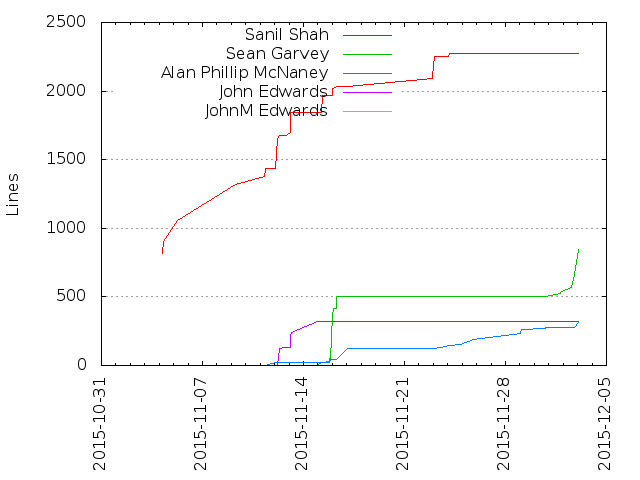 2500
2000
1500
1000
500
0
Lines
Sanil Shah
Sean Garvey
Alan Phillip McNaney
John Edwards
JohnM Edwards
2015-10-31
2015-11-07
2015-11-14
2015-11-21
2015-11-28
2015-12-05